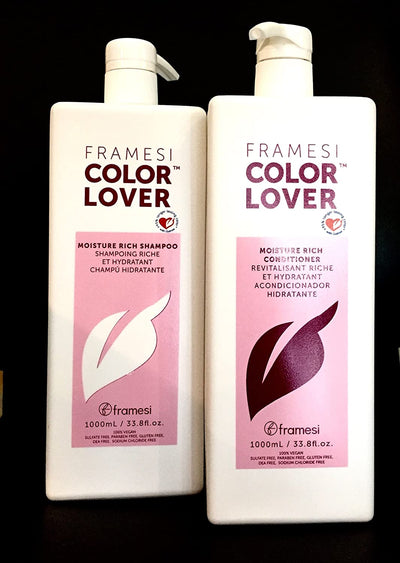 FRAMESI
COLOR™
LOVER
MOISTURE RICH SHAMPOO
SHAMPOING RICHE
ET HYDRATANT
CHAMPÚ HIDRATANTE
framesi
1000mL / 33.8fl.oz.
100% VEGAN
SULFATE FREE, PARABEN FREE, GLUTEN FREE,
DEA FREE, SODIUM CHLORIDE FREE
FRAMESI
COLOR™
LOVER
MOISTURE RICH
CONDITIONER
REVITALISANT RICHE
ET HYDRATANT
ACONDICIONADOR
HIDRATANTE
framesi
1000mL / 33.8fl.oz.
100% VEGAN
SULFATE FREE, PARABEN FREE, GLUTEN FREE,
DEA FREE, SODIUM CHLORIDE FREE